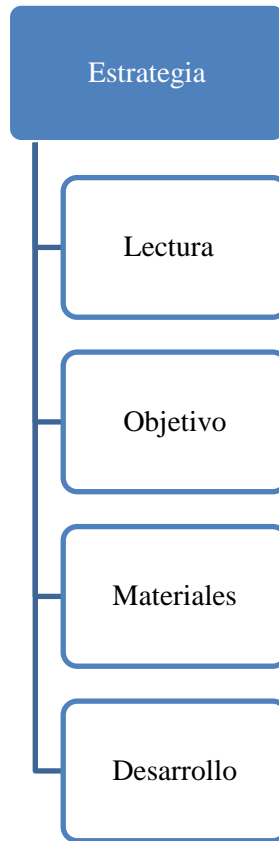 Estrategia
Lectura
Objetivo
Materiales
Desarrollo